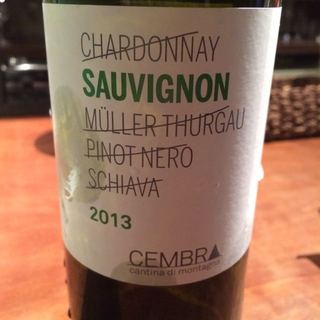 CHARDONNAY
SAUVIGNON
MÜLLER THURGAU
PINOT NERO
SCHIAVA
2013
CEMBRA
cantina di montagna